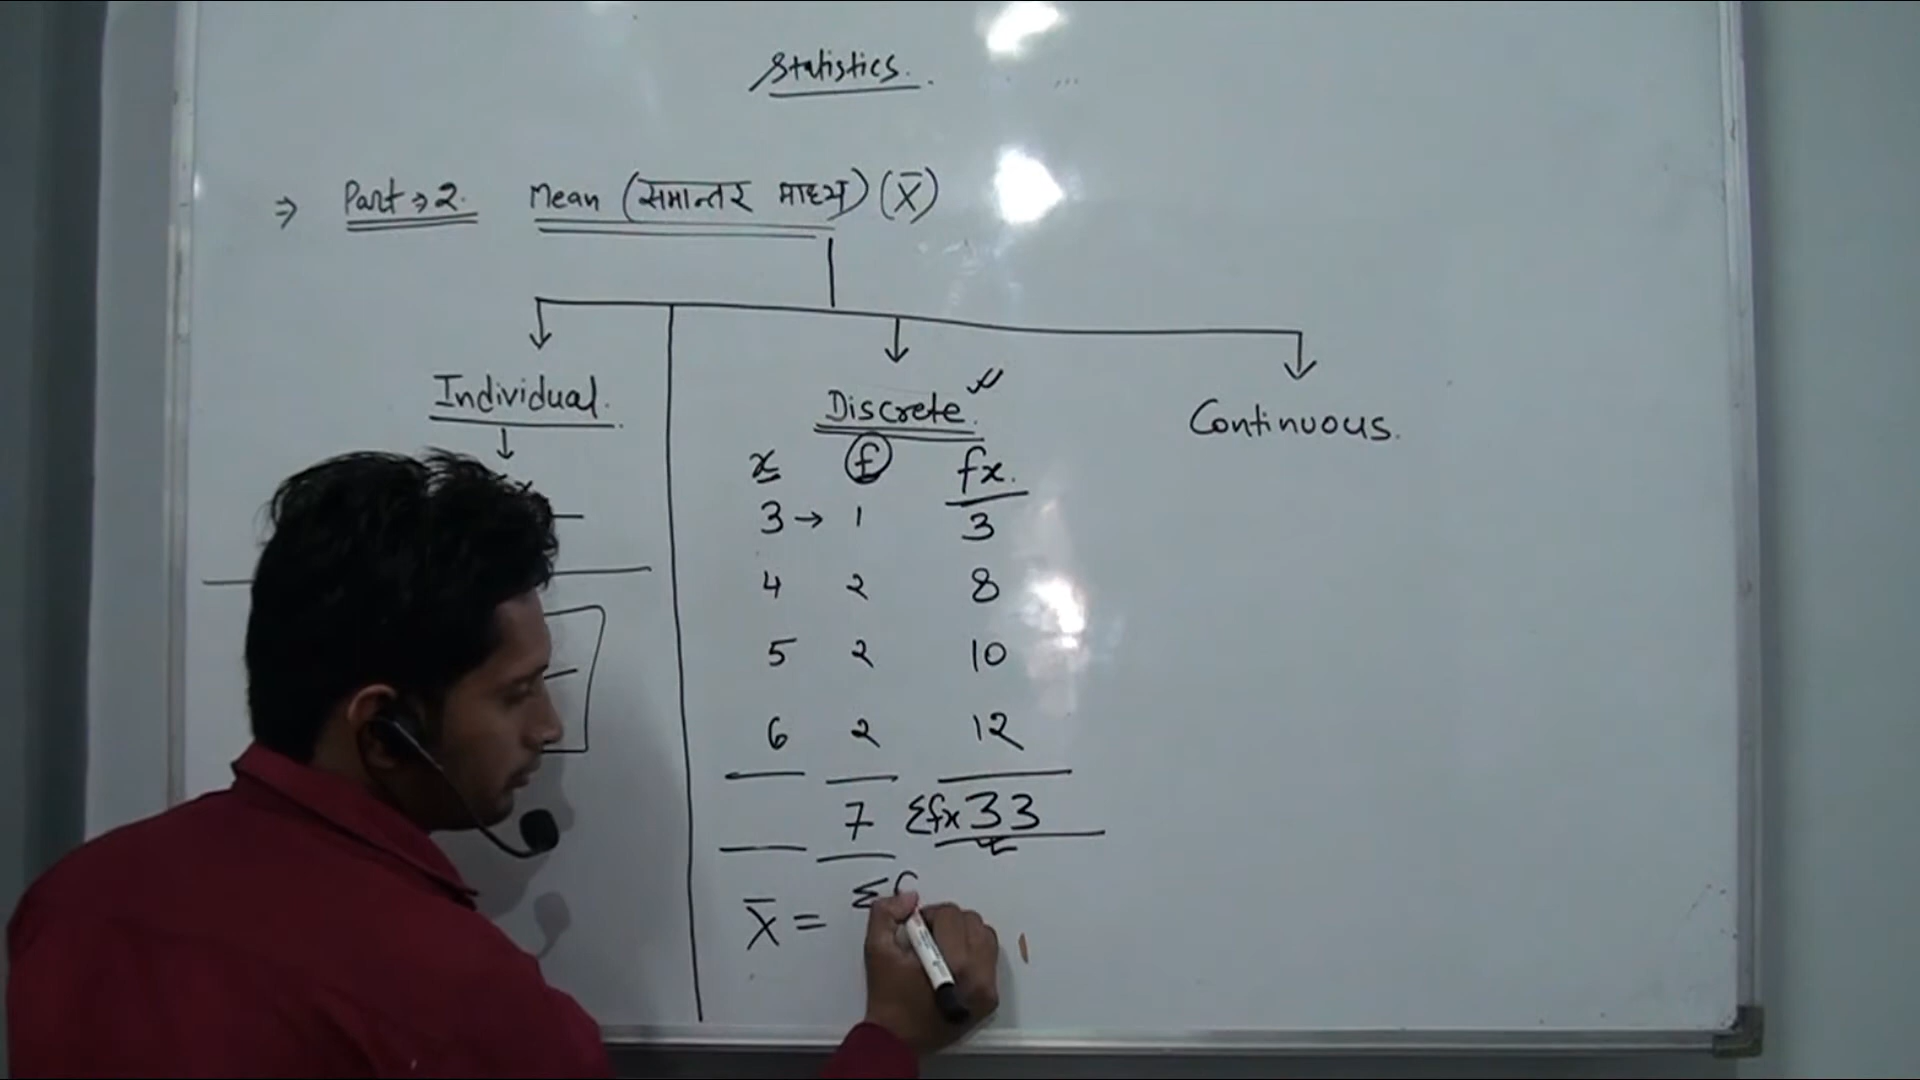 Statistics.
⇒ Part → 2. Mean (समान्तर माध्य) (X̄)
Individual. Discrete. Continuous.
x f fx.
3 → 1 3
4 2 8
5 2 10
6 2 12
7 Σfx 33
X̄ = Σf